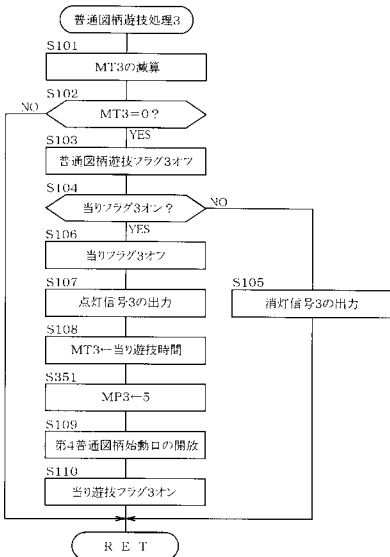 普通図柄遊技処理3
S101
MT3の減算
S102
NO
MT3=0?
YES
S103
普通図柄遊技フラグ3オフ
S104
NO
当りフラグ3オン?
YES
S106
当りフラグ3オフ
S107
点灯信号3の出力
S105
消灯信号3の出力
S108
MT3←当り遊技時間
S351
MP3←5
S109
第4普通図柄始動口の開放
S110
当り遊技フラグ3オン
RET